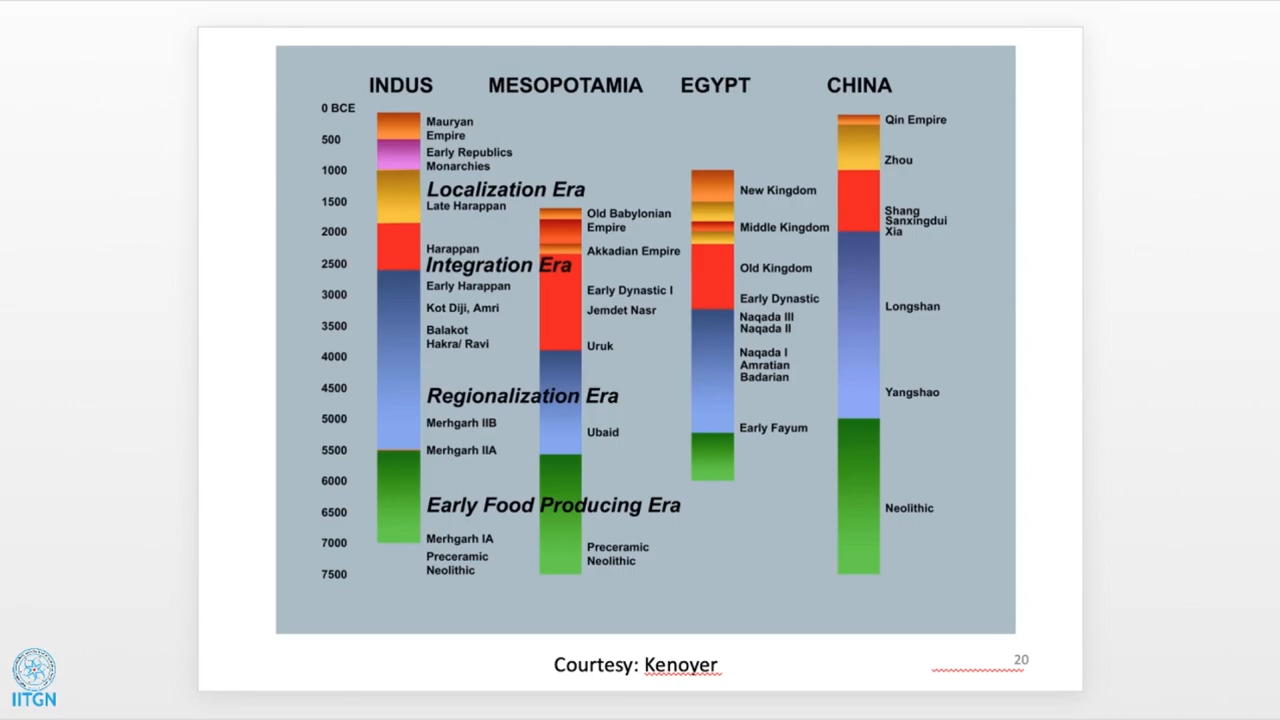 INDUS
MESOPOTAMIA
EGYPT
CHINA
0 BCE
500
1000
1500
2000
2500
3000
3500
4000
4500
5000
5500
6000
6500
7000
7500
Mauryan
Empire
Early Republics
Monarchies
Localization Era
Late Harappan
Harappan
Integration Era
Early Harappan
Kot Diji, Amri
Balakot
Hakra/ Ravi
Regionalization Era
Merhgarh IIB
Merhgarh IIA
Early Food Producing Era
Merhgarh IA
Preceramic
Neolithic
Old Babylonian
Empire
Akkadian Empire
Early Dynastic I
Jemdet Nasr
Uruk
Ubaid
Preceramic
Neolithic
New Kingdom
Middle Kingdom
Old Kingdom
Early Dynastic
Naqada III
Naqada II
Naqada I
Amratian
Badarian
Early Fayum
Qin Empire
Zhou
Shang
Sanxingdui
Xia
Longshan
Yangshao
Neolithic
Courtesy: Kenoyer
20
IITGN